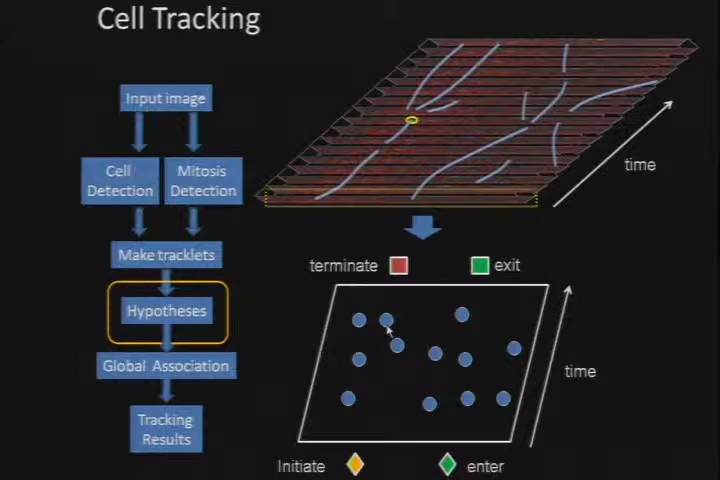 Cell Tracking
Input image
Cell
Detection
Mitosis
Detection
Make tracklets
Hypotheses
Global Association
Tracking
Results
time
terminate
exit
time
Initiate
enter